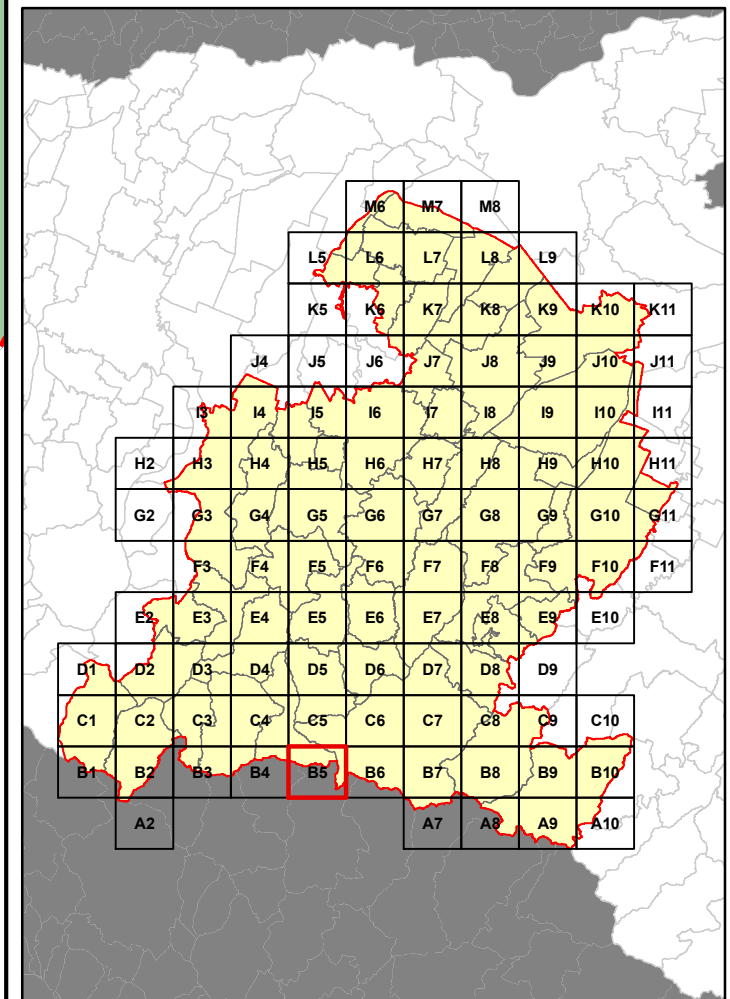 M6 M7 M8
L5 L6 L7 L8 L9
K5 K6 K7 K8 K9 K10 K11
J4 J5 J6 J7 J8 J9 J10 J11
I3 I4 I5 I6 I7 I8 I9 I10 I11
H2 H3 H4 H5 H6 H7 H8 H9 H10 H11
G2 G3 G4 G5 G6 G7 G8 G9 G10 G11
F3 F4 F5 F6 F7 F8 F9 F10 F11
E2 E3 E4 E5 E6 E7 E8 E9 E10
D1 D2 D3 D4 D5 D6 D7 D8 D9
C1 C2 C3 C4 C5 C6 C7 C8 C9 C10
B1 B2 B3 B4 B5 B6 B7 B8 B9 B10
A2 A7 A8 A9 A10